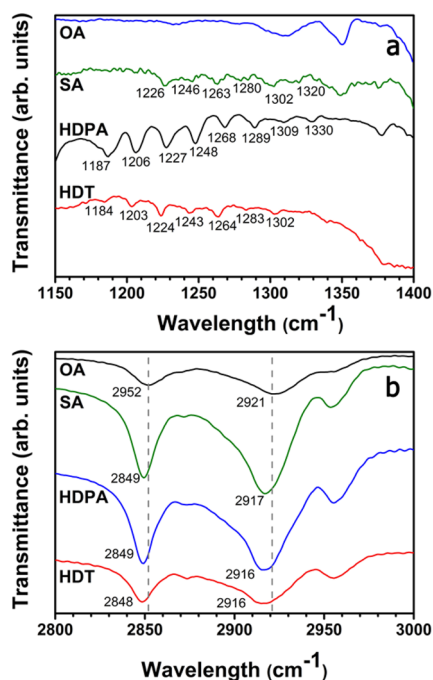 Transmittance (arb. units)
a
OA
SA
1226 1246 1263 1280 1302 1320
HDPA
1187 1206 1227 1248 1268 1289 1309 1330
HDT
1184 1203 1224 1243 1264 1283 1302
1150 1200 1250 1300 1350 1400
Wavelength (cm-1)
Transmittance (arb. units)
b
OA
2952 2921
SA
2849 2917
HDPA
2849 2916
HDT
2848 2916
2800 2850 2900 2950 3000
Wavelength (cm-1)